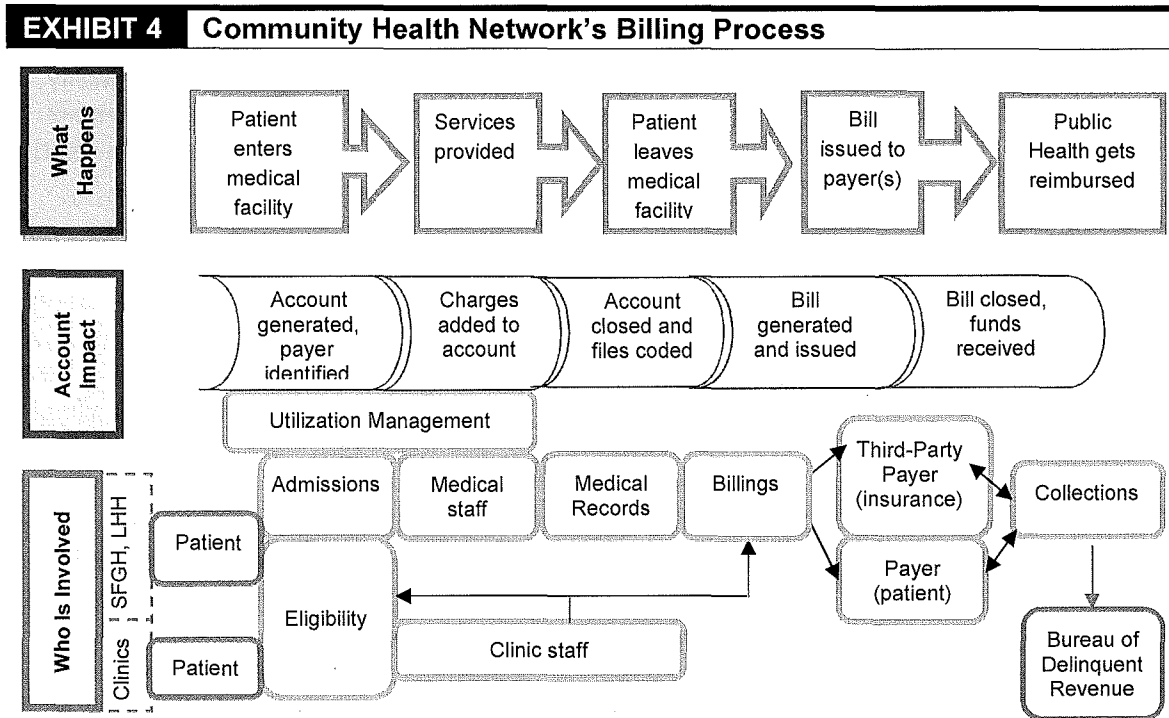 EXHIBIT 4 Community Health Network's Billing Process
What
Happens
Patient
enters
medical
facility
Services
provided
Patient
leaves
medical
facility
Bill
issued to
payer(s)
Public
Health gets
reimbursed
Account
Impact
Account
generated,
payer
identified
Charges
added to
account
Account
closed and
files coded
Bill
generated
and issued
Bill closed,
funds
received
Who Is Involved
SFGH, LHH
Clinics
Utilization Management
Patient
Patient
Admissions
Eligibility
Medical
staff
Medical
Records
Billings
Clinic staff
Third-Party
Payer
(insurance)
Payer
(patient)
Collections
Bureau of
Delinquent
Revenue